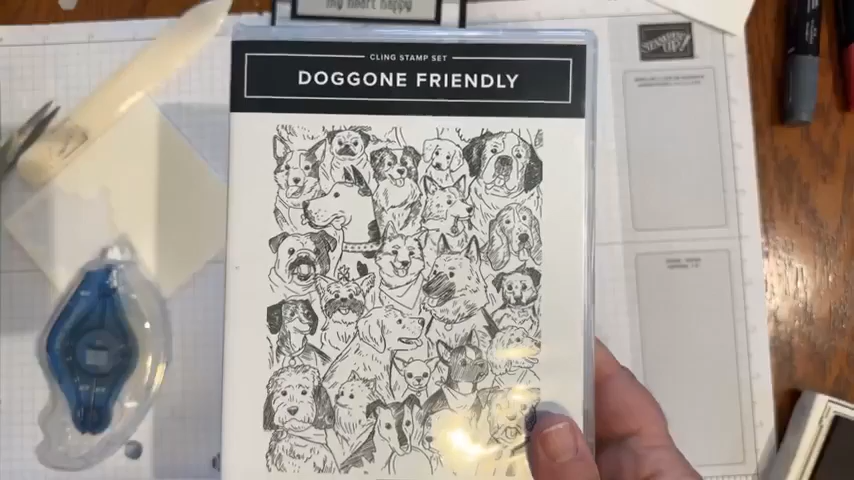 my heart happy
CLING STAMP SET
DOGGONE FRIENDLY
STAMPIN' UP!